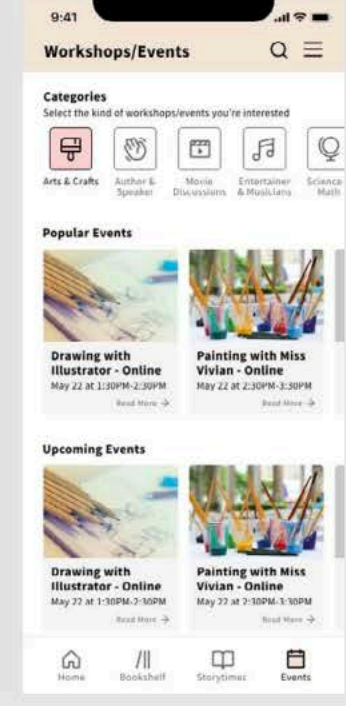 9:41
Workshops/Events
Categories
Select the kind of workshops/events you're interested
Arts & Crafts
Author & Speaker
Movie Discussions
Entertainer & Musicians
Science
Math
Popular Events
Drawing with
Illustrator - Online
May 22 at 1:30PM-2:30PM
Read More →
Painting with Miss
Vivian - Online
May 22 at 2:30PM-3:30PM
Read More →
Upcoming Events
Drawing with
Illustrator - Online
May 22 at 1:30PM-2:30PM
Read More →
Painting with Miss
Vivian - Online
May 22 at 2:30PM-3:30PM
Read More →
Home
Bookshelf
Storytimes
Events